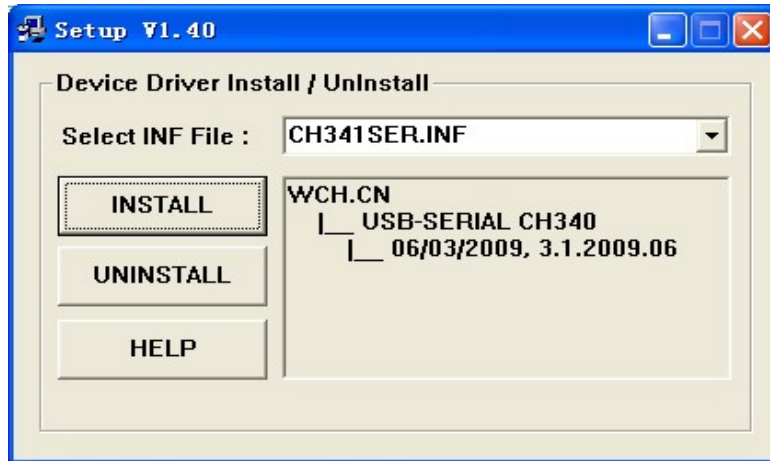 Setup V1.40
Device Driver Install / UnInstall
Select INF File : CH341SER.INF
INSTALL
UNINSTALL
HELP
WCH.CN
|__ USB-SERIAL CH340
|__ 06/03/2009, 3.1.2009.06